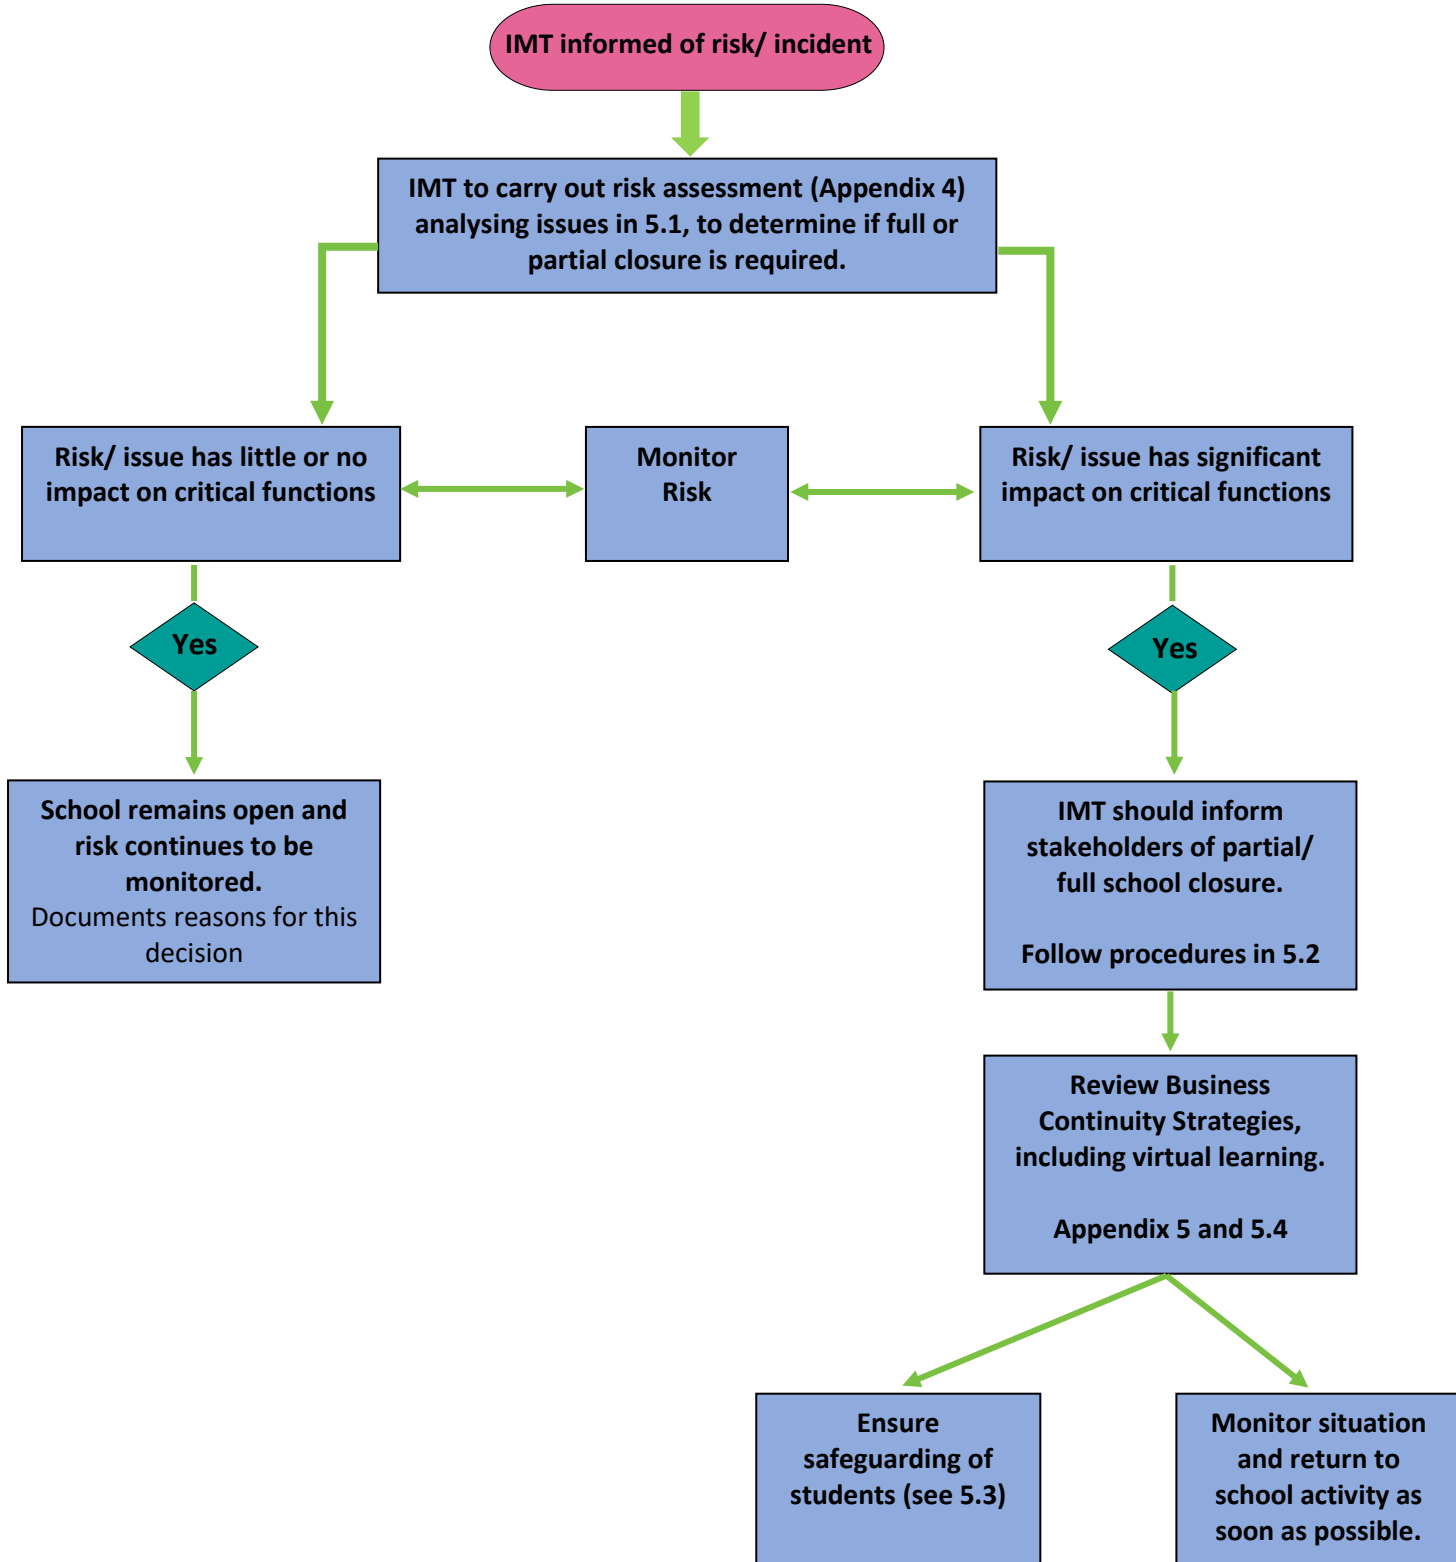 IMT informed of risk/ incident
IMT to carry out risk assessment (Appendix 4)
analysing issues in 5.1, to determine if full or
partial closure is required.
Risk/ issue has little or no
impact on critical functions
Monitor
Risk
Risk/ issue has significant
impact on critical functions
Yes
Yes
School remains open and
risk continues to be
monitored.
Documents reasons for this
decision
IMT should inform
stakeholders of partial/
full school closure.
Follow procedures in 5.2
Review Business
Continuity Strategies,
including virtual learning.
Appendix 5 and 5.4
Ensure
safeguarding of
students (see 5.3)
Monitor situation
and return to
school activity as
soon as possible.